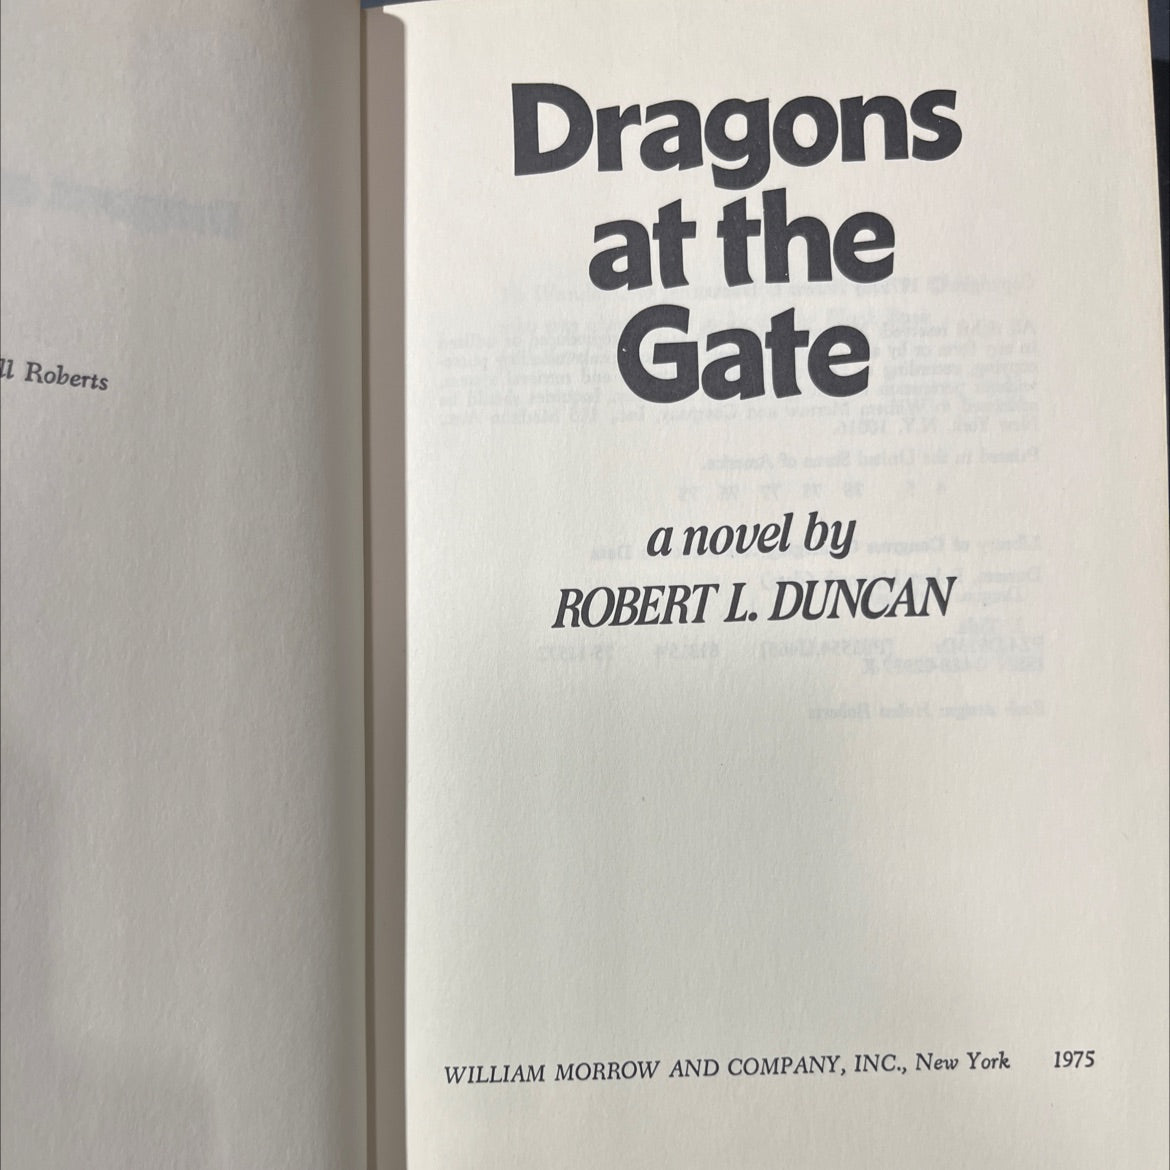 ll Roberts
Dragons
at the
Gate
a novel by
ROBERT L. DUNCAN
WILLIAM MORROW AND COMPANY, INC., New York 1975